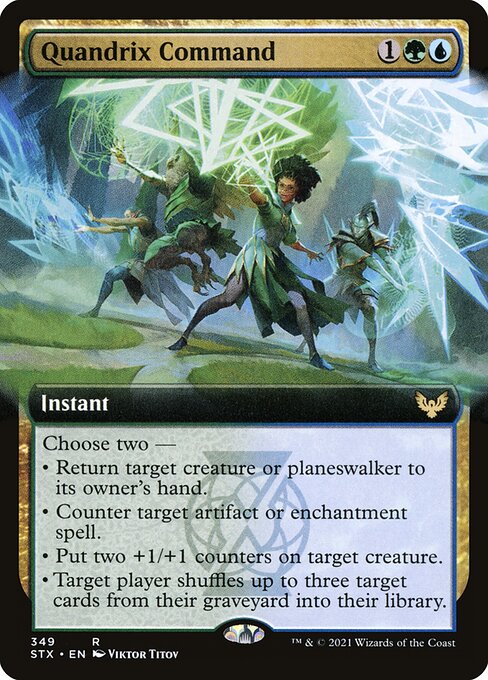 Quandrix Command 1
Instant
Choose two —
• Return target creature or planeswalker to
its owner's hand.
• Counter target artifact or enchantment
spell.
• Put two +1/+1 counters on target creature.
• Target player shuffles up to three target
cards from their graveyard into their library.
349 R
STX • EN Viktor Titov
™ & © 2021 Wizards of the Coast